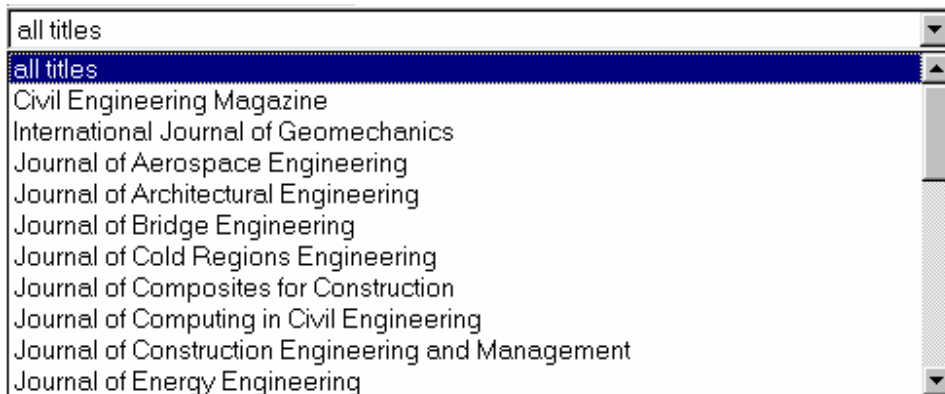 all titles
all titles
Civil Engineering Magazine
International Journal of Geomechanics
Journal of Aerospace Engineering
Journal of Architectural Engineering
Journal of Bridge Engineering
Journal of Cold Regions Engineering
Journal of Composites for Construction
Journal of Computing in Civil Engineering
Journal of Construction Engineering and Management
Journal of Energy Engineering